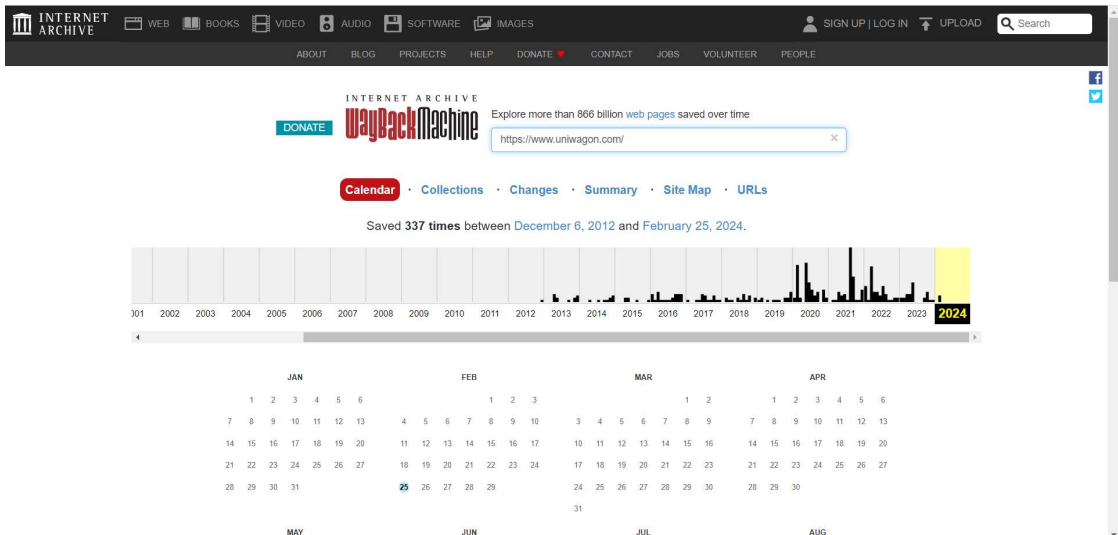 INTERNET ARCHIVE
WEB BOOKS VIDEO AUDIO SOFTWARE IMAGES SIGN UP | LOG IN UPLOAD Search
ABOUT BLOG PROJECTS HELP DONATE CONTACT JOBS VOLUNTEER PEOPLE
DONATE
INTERNET ARCHIVE
WayBackMachine
Explore more than 866 billion web pages saved over time
https://www.uniwagon.com/ ×
Calendar · Collections · Changes · Summary · Site Map · URLs
Saved 337 times between December 6, 2012 and February 25, 2024.
001 2002 2003 2004 2005 2006 2007 2008 2009 2010 2011 2012 2013 2014 2015 2016 2017 2018 2019 2020 2021 2022 2023 2024
JAN
1 2 3 4 5 6
7 8 9 10 11 12 13
14 15 16 17 18 19 20
21 22 23 24 25 26 27
28 29 30 31
FEB
1 2 3
4 5 6 7 8 9 10
11 12 13 14 15 16 17
18 19 20 21 22 23 24
25 26 27 28 29
MAR
1 2
3 4 5 6 7 8 9
10 11 12 13 14 15 16
17 18 19 20 21 22 23
24 25 26 27 28 29 30
31
APR
1 2 3 4 5 6
7 8 9 10 11 12 13
14 15 16 17 18 19 20
21 22 23 24 25 26 27
28 29 30
MAY JUN JUL AUG